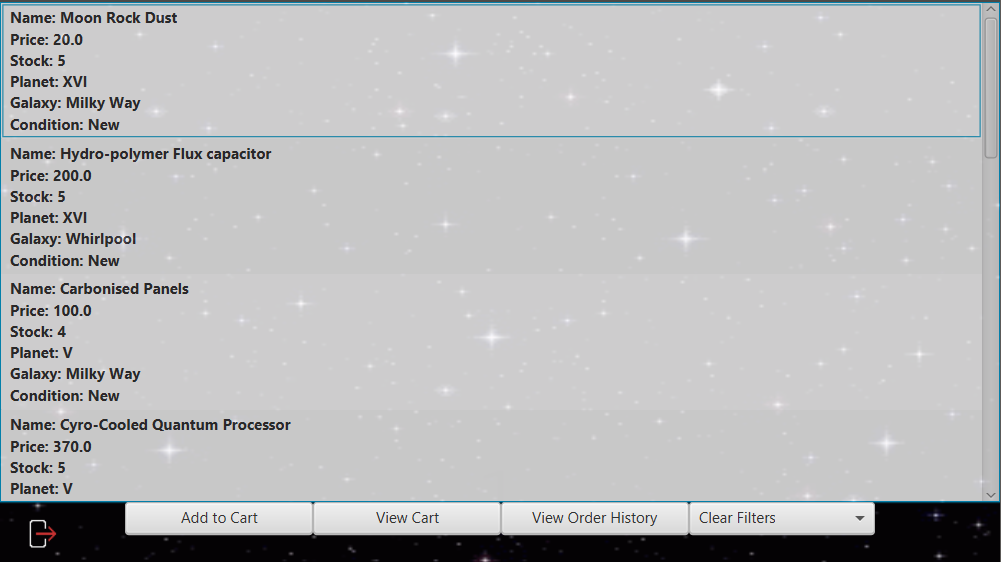 Name: Moon Rock Dust
Price: 20.0
Stock: 5
Planet: XVI
Galaxy: Milky Way
Condition: New
Name: Hydro-polymer Flux capacitor
Price: 200.0
Stock: 5
Planet: XVI
Galaxy: Whirlpool
Condition: New
Name: Carbonised Panels
Price: 100.0
Stock: 4
Planet: V
Galaxy: Milky Way
Condition: New
Name: Cyro-Cooled Quantum Processor
Price: 370.0
Stock: 5
Planet: V
Add to Cart
View Cart
View Order History
Clear Filters